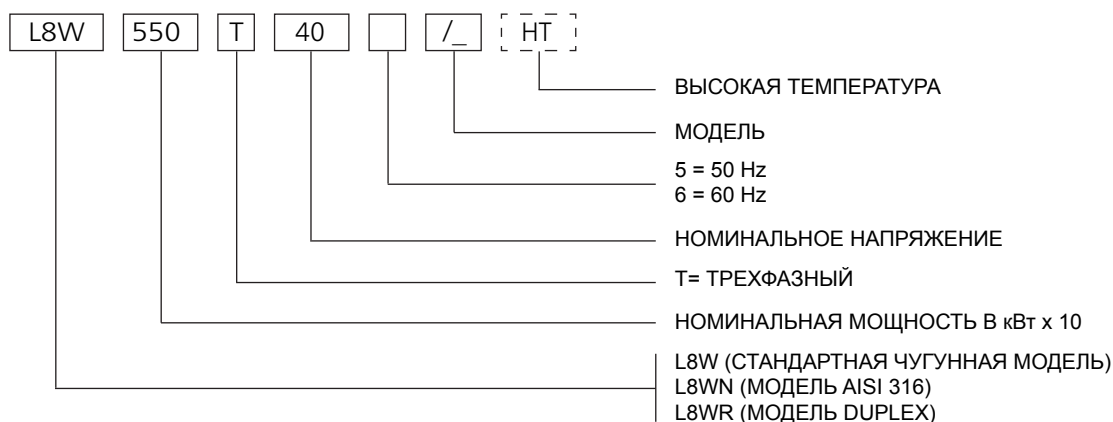 L8W 550 T 40 /_ HT
ВЫСОКАЯ ТЕМПЕРАТУРА
МОДЕЛЬ
5 = 50 Hz
6 = 60 Hz
НОМИНАЛЬНОЕ НАПРЯЖЕНИЕ
Т= ТРЕХФАЗНЫЙ
НОМИНАЛЬНАЯ МОЩНОСТЬ В кВт x 10
L8W (СТАНДАРТНАЯ ЧУГУННАЯ МОДЕЛЬ)
L8WN (МОДЕЛЬ AISI 316)
L8WR (МОДЕЛЬ DUPLEX)